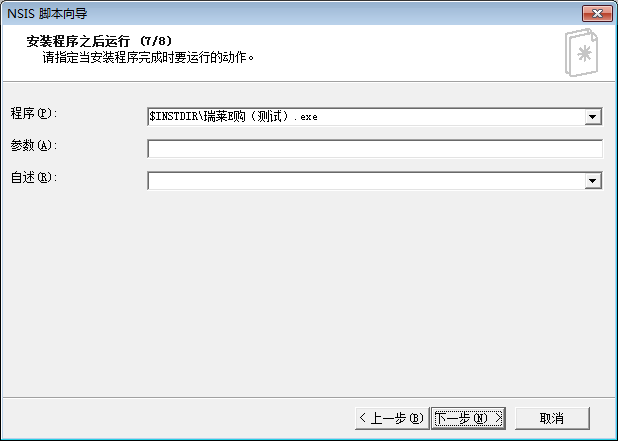 NSIS 脚本向导
安装程序之后运行 (7/8)
请指定当安装程序完成时要运行的动作。
程序(P):
$INSTDIR\瑞莱E购（测试）.exe
参数(A):
自述(R):
< 上一步(B)
下一步(N) >
取消